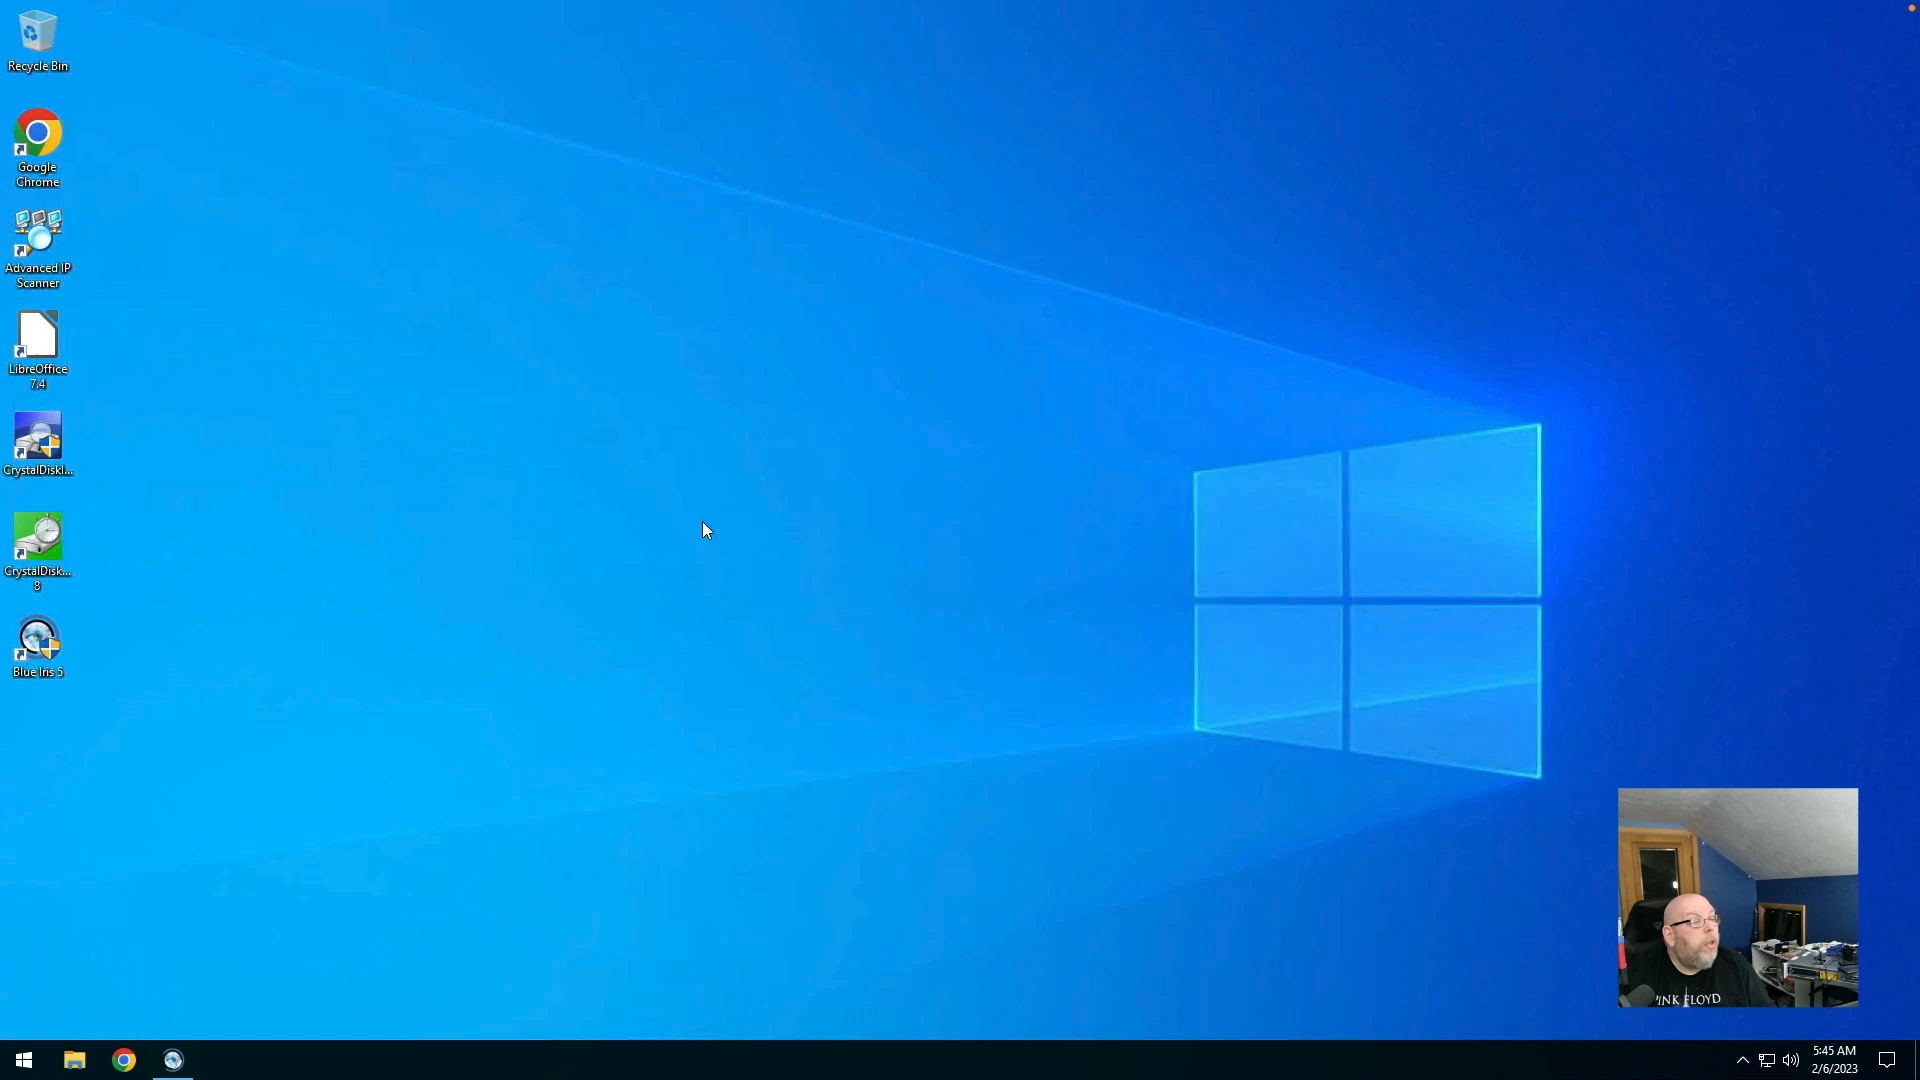 Recycle Bin
Google
Chrome
Advanced IP
Scanner
LibreOffice
7.4
CrystalDiskI...
CrystalDisk...
8
Blue Iris 5
PINK FLOYD
5:45 AM
2/6/2023